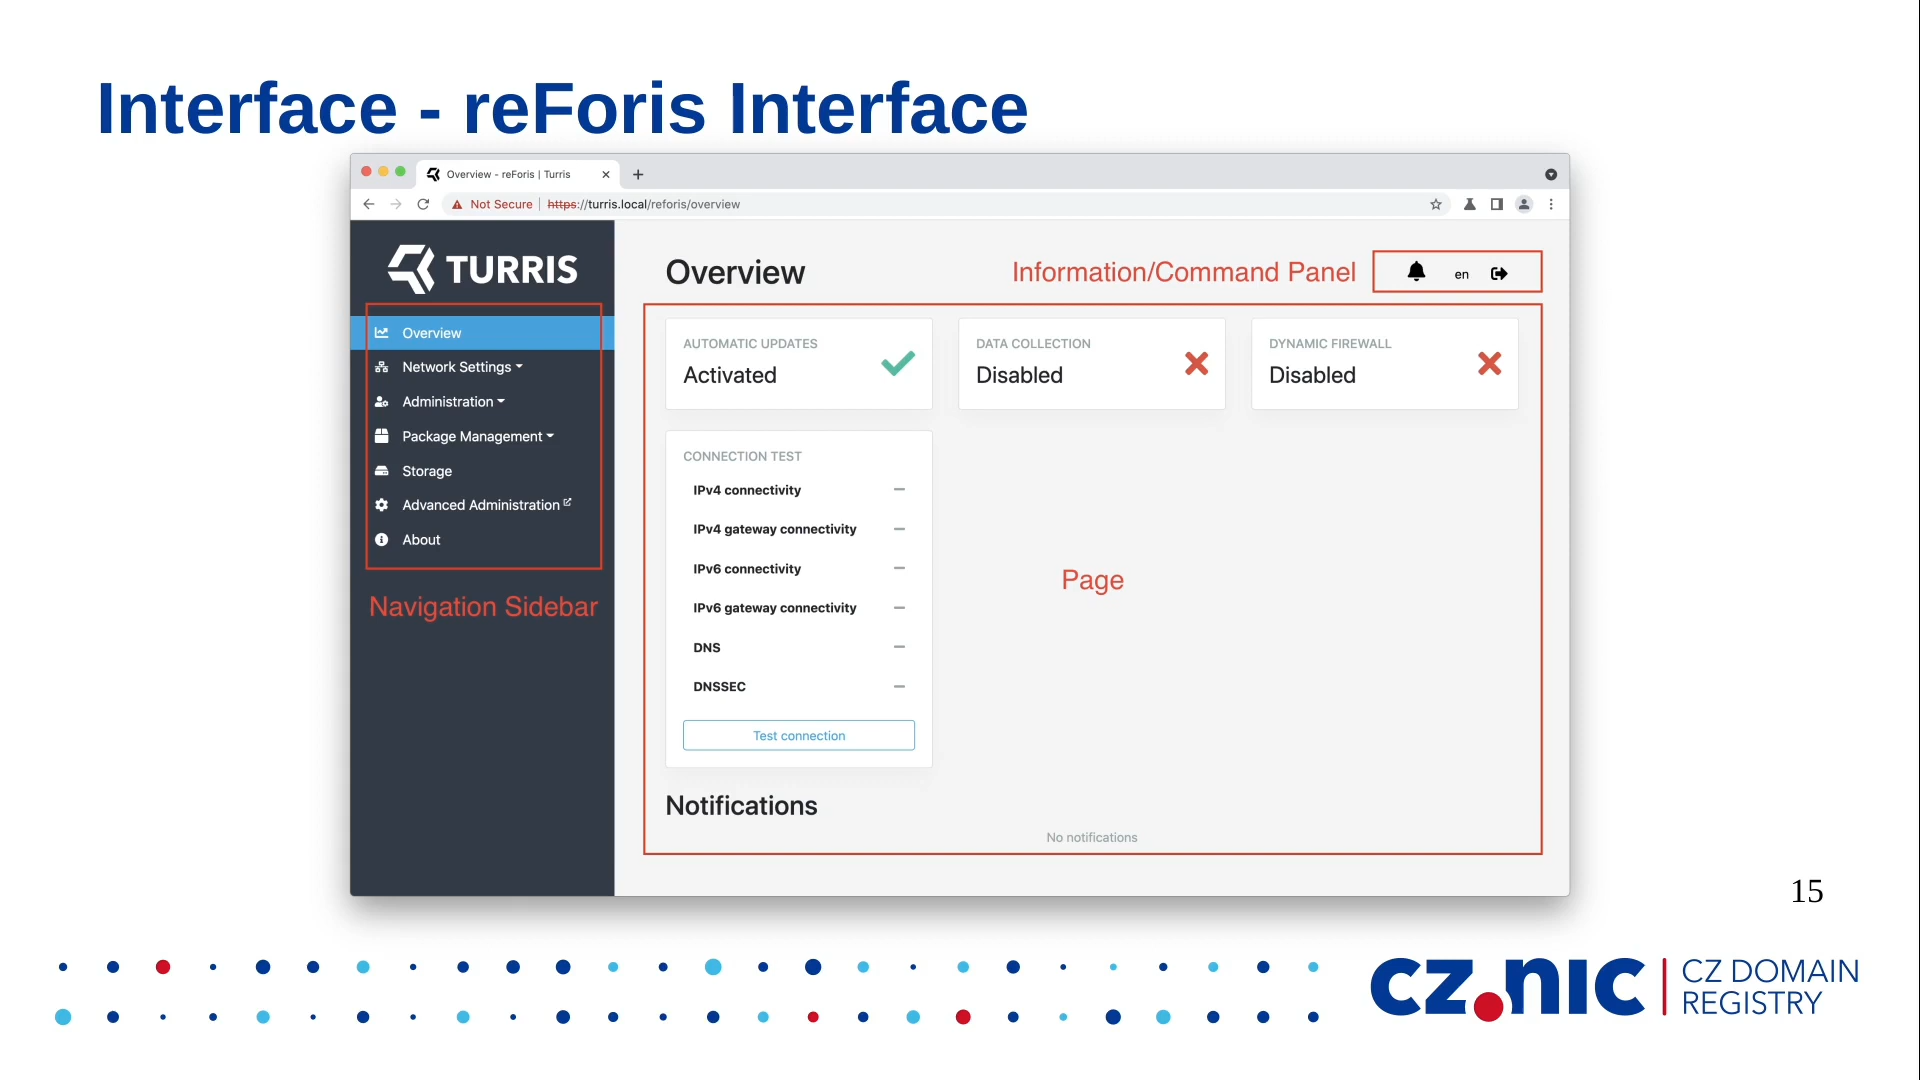 Interface - reForis Interface
Overview - reForis | Turris
Not Secure | https://turris.local/reforis/overview
TURRIS
Overview
Network Settings
Administration
Package Management
Storage
Advanced Administration
About
Navigation Sidebar
Overview
Information/Command Panel
en
AUTOMATIC UPDATES
Activated
DATA COLLECTION
Disabled
DYNAMIC FIREWALL
Disabled
CONNECTION TEST
IPv4 connectivity
IPv4 gateway connectivity
IPv6 connectivity
IPv6 gateway connectivity
DNS
DNSSEC
Test connection
Page
Notifications
No notifications
15
cz.nic
CZ DOMAIN
REGISTRY